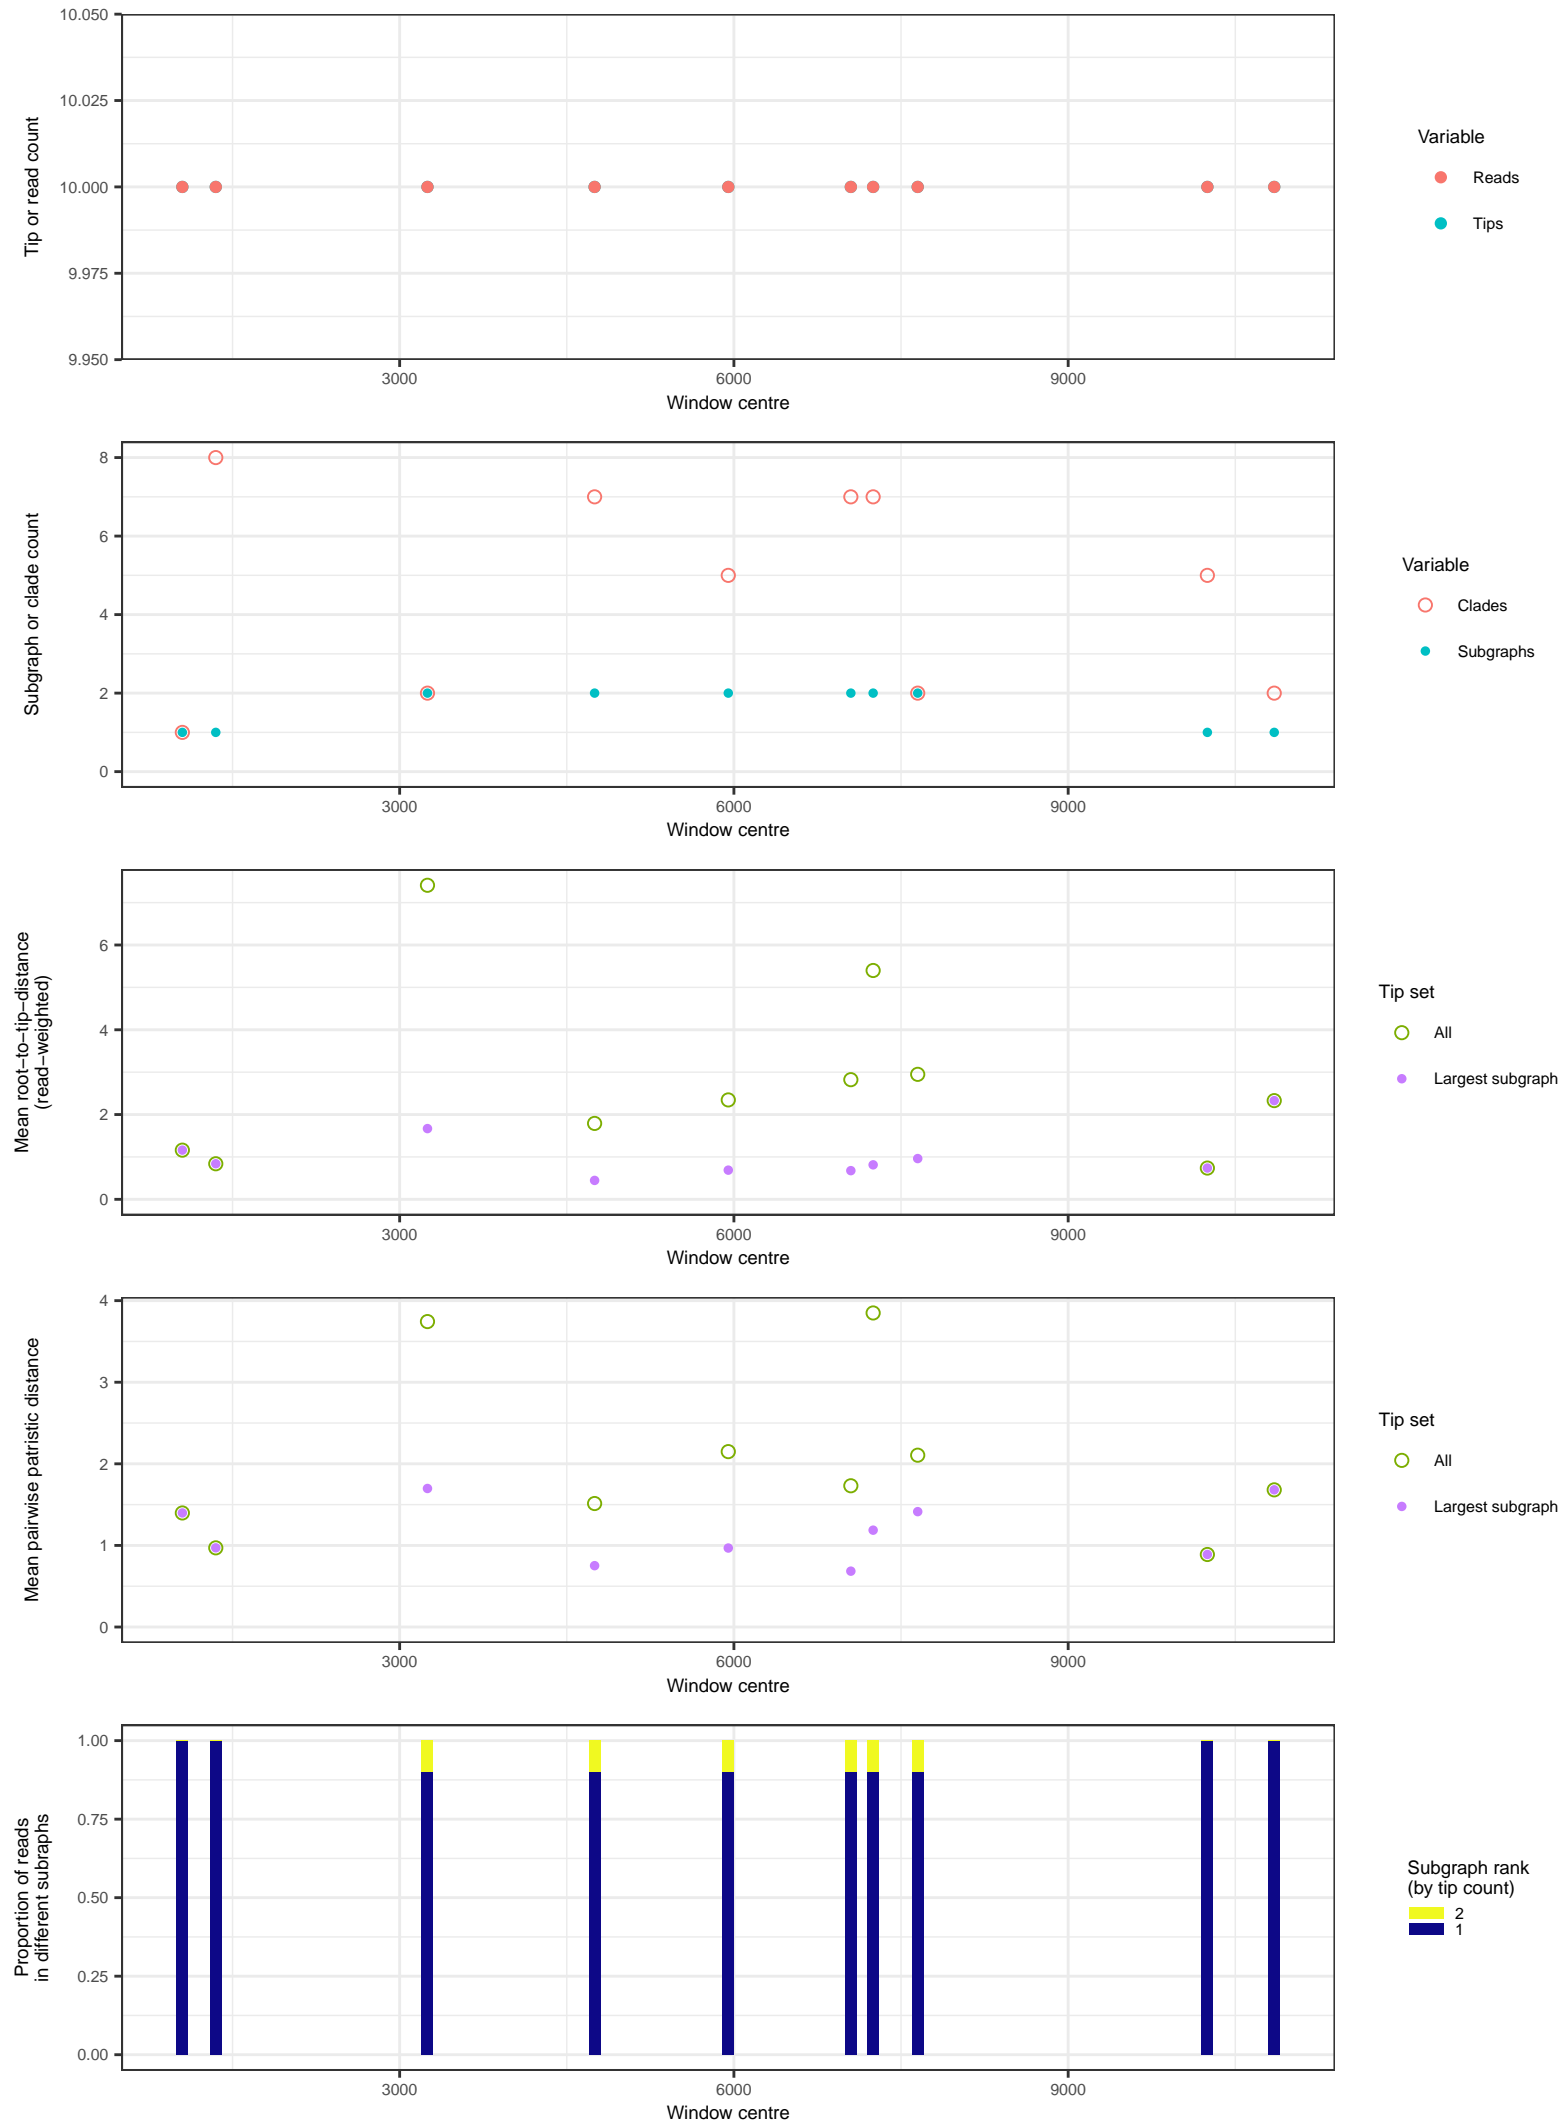 10.050
10.025
10.000
9.975
9.950
Tip or read count
3000 6000 9000
Window centre
Variable
Reads
Tips
8
6
4
2
0
Subgraph or clade count
3000 6000 9000
Window centre
Variable
Clades
Subgraphs
6
4
2
0
Mean root−to−tip−distance
(read−weighted)
3000 6000 9000
Window centre
Tip set
All
Largest subgraph
4
3
2
1
0
Mean pairwise patristic distance
3000 6000 9000
Window centre
Tip set
All
Largest subgraph
1.00
0.75
0.50
0.25
0.00
Proportion of reads
in different subraphs
3000 6000 9000
Window centre
Subgraph rank
(by tip count)
2
1